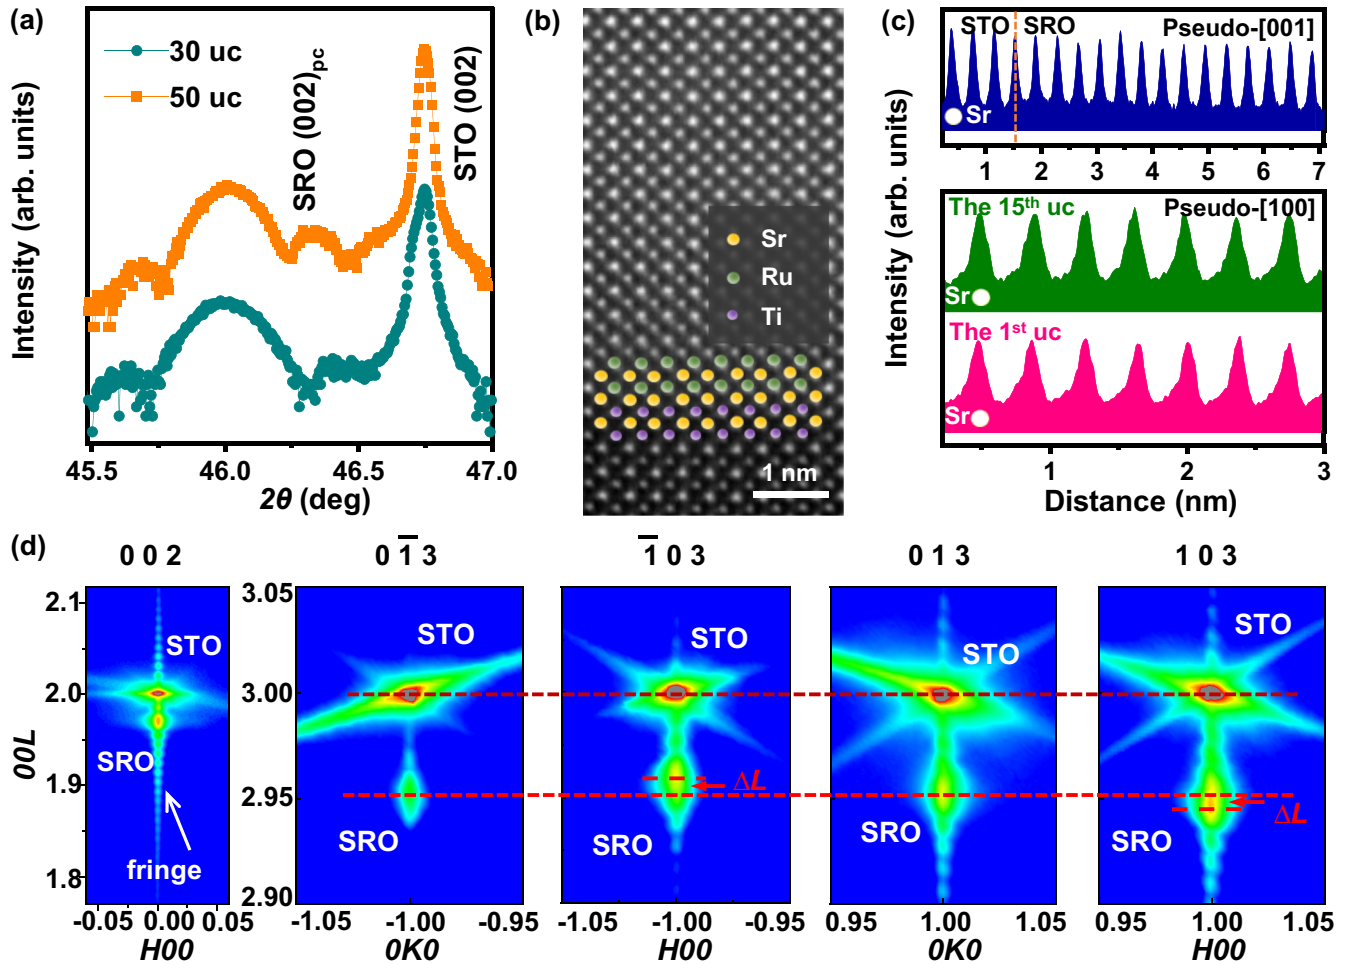 (a)
30 uc
50 uc
SRO (002)pc
STO (002)
Intensity (arb. units)
45.5 46.0 46.5 47.0
2θ (deg)
(b)
Sr
Ru
Ti
1 nm
(c)
STO SRO Pseudo-[001]
Sr
1 2 3 4 5 6 7
The 15th uc Pseudo-[100]
Sr
The 1st uc
Sr
Intensity (arb. units)
1 2 3
Distance (nm)
(d)
0 0 2
0 1̅ 3
1̅ 0 3
0 1 3
1 0 3
00L
2.1
2.0
1.9
1.8
STO
SRO
fringe
-0.05 0.00 0.05
H00
3.05
3.00
2.95
2.90
STO
SRO
-1.05 -1.00 -0.95
0K0
STO
ΔL
SRO
-1.05 -1.00 -0.95
H00
STO
SRO
0.95 1.00 1.05
0K0
STO
ΔL
SRO
0.95 1.00 1.05
H00